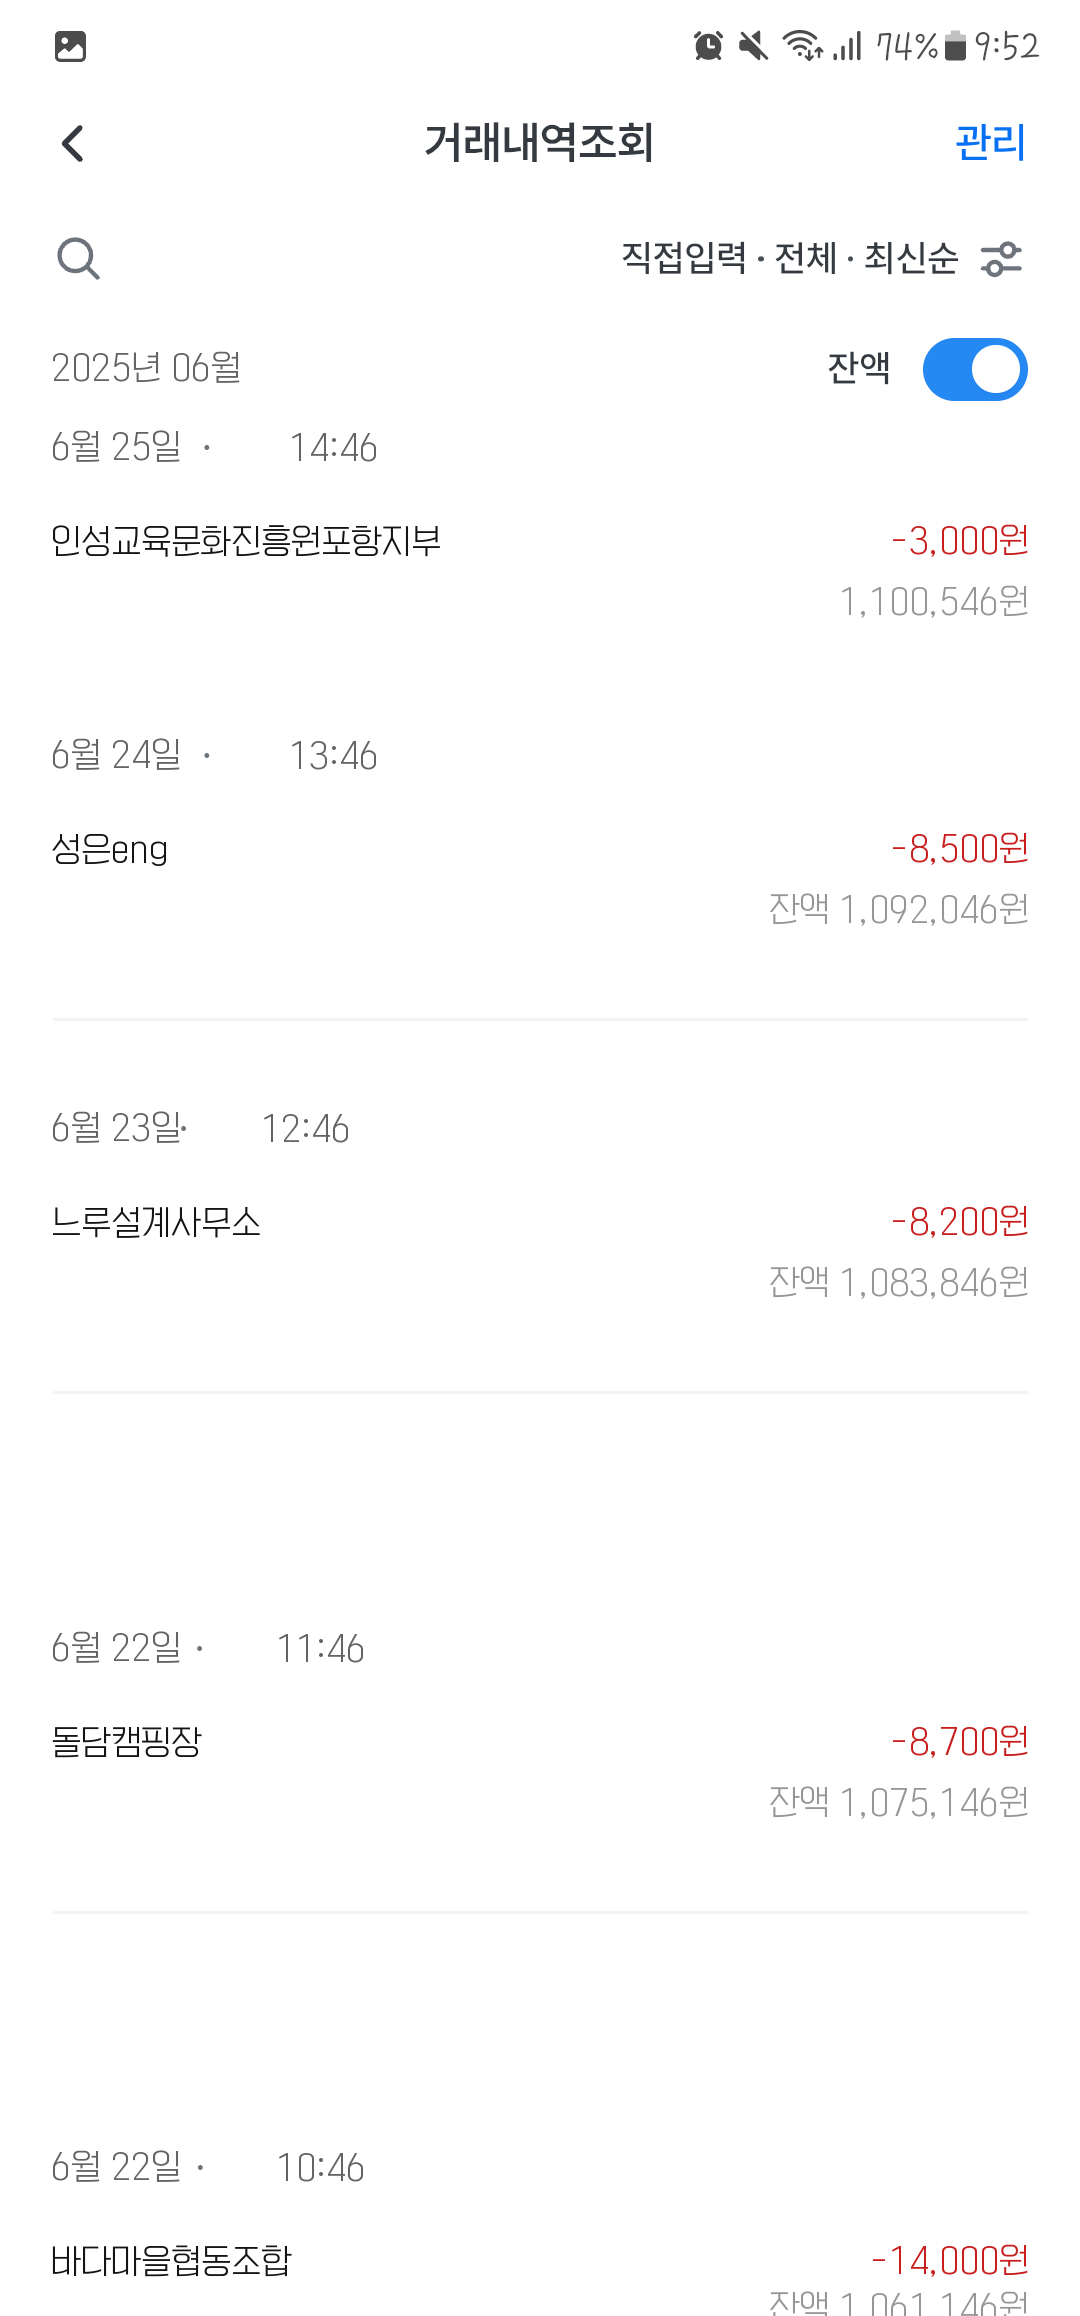 74% 9:52
거래내역조회 관리
직접입력 · 전체 · 최신순
2025년 06월 잔액
6월 25일 · 14:46
인성교육문화진흥원포항지부 -3,000원
1,100,546원
6월 24일 · 13:46
성은eng -8,500원
잔액 1,092,046원
6월 23일· 12:46
느루설계사무소 -8,200원
잔액 1,083,846원
6월 22일 · 11:46
돌담캠핑장 -8,700원
잔액 1,075,146원
6월 22일 · 10:46
바다마을협동조합 -14,000원
잔액 1,061,146원